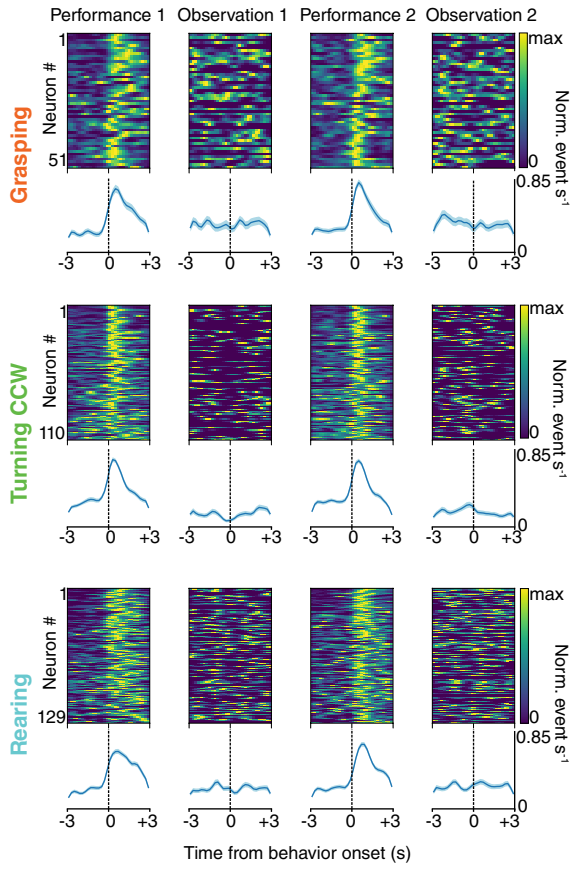 Performance 1 Observation 1 Performance 2 Observation 2
Grasping
Neuron #
1
51
max
0
Norm. event s-1
0.85
0
-3 0 +3 -3 0 +3 -3 0 +3 -3 0 +3
Turning CCW
Neuron #
1
110
max
0
Norm. event s-1
0.85
0
-3 0 +3 -3 0 +3 -3 0 +3 -3 0 +3
Rearing
Neuron #
1
129
max
0
Norm. event s-1
0.85
0
-3 0 +3 -3 0 +3 -3 0 +3 -3 0 +3
Time from behavior onset (s)